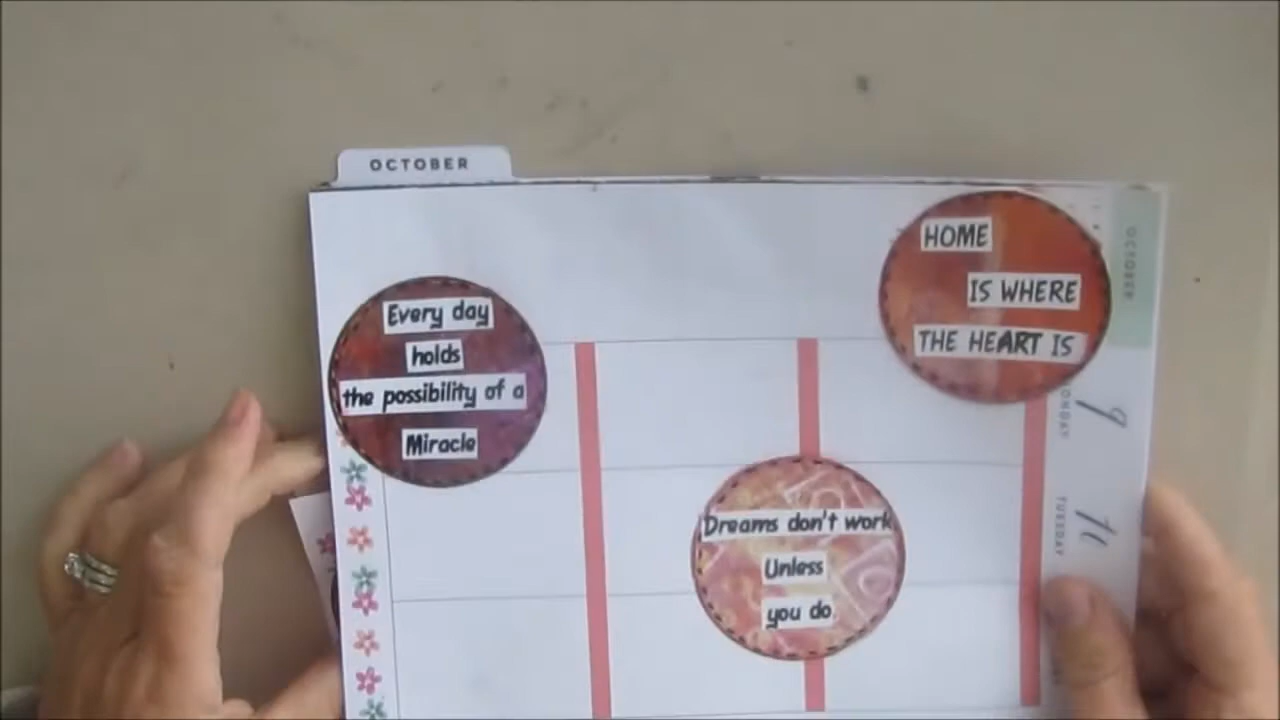 OCTOBER
HOME
IS WHERE
THE HEART IS
Every day
holds
the possibility of a
Miracle
Dreams don't work
Unless
you do
OCTOBER
MONDAY
9
TUESDAY